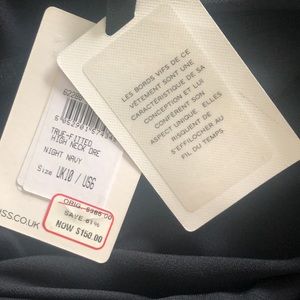 LES BORDS VIFS DE CE
VÊTEMENT SONT UNE
CARACTÉRISTIQUE DE SA
CONCEPTION ET LUI
CONFÈRENT SON
ASPECT UNIQUE. ELLES
RISQUENT DE
S'EFFILOCHER AU
FIL DU TEMPS
TRUE-FITTED
HIGH NECK DRE
NIGHT NAVY
Size UK10 / US6
ORIG. $385.00
SAVE 61%
NOW $150.00
SS.CO.UK